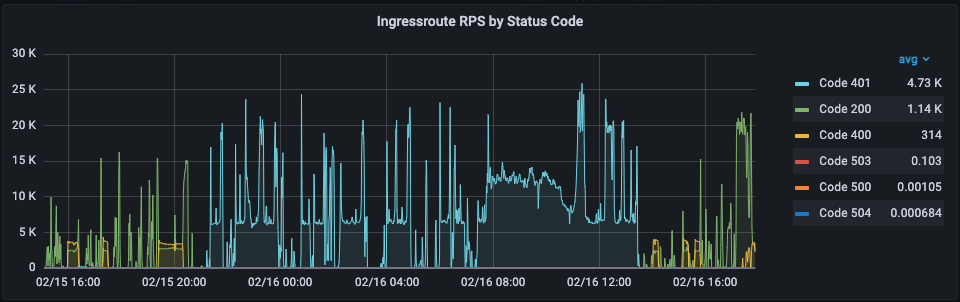 Ingressroute RPS by Status Code
30 K
25 K
20 K
15 K
10 K
5 K
0
02/15 16:00 02/15 20:00 02/16 00:00 02/16 04:00 02/16 08:00 02/16 12:00 02/16 16:00
avg
Code 401 4.73 K
Code 200 1.14 K
Code 400 314
Code 503 0.103
Code 500 0.00105
Code 504 0.000684